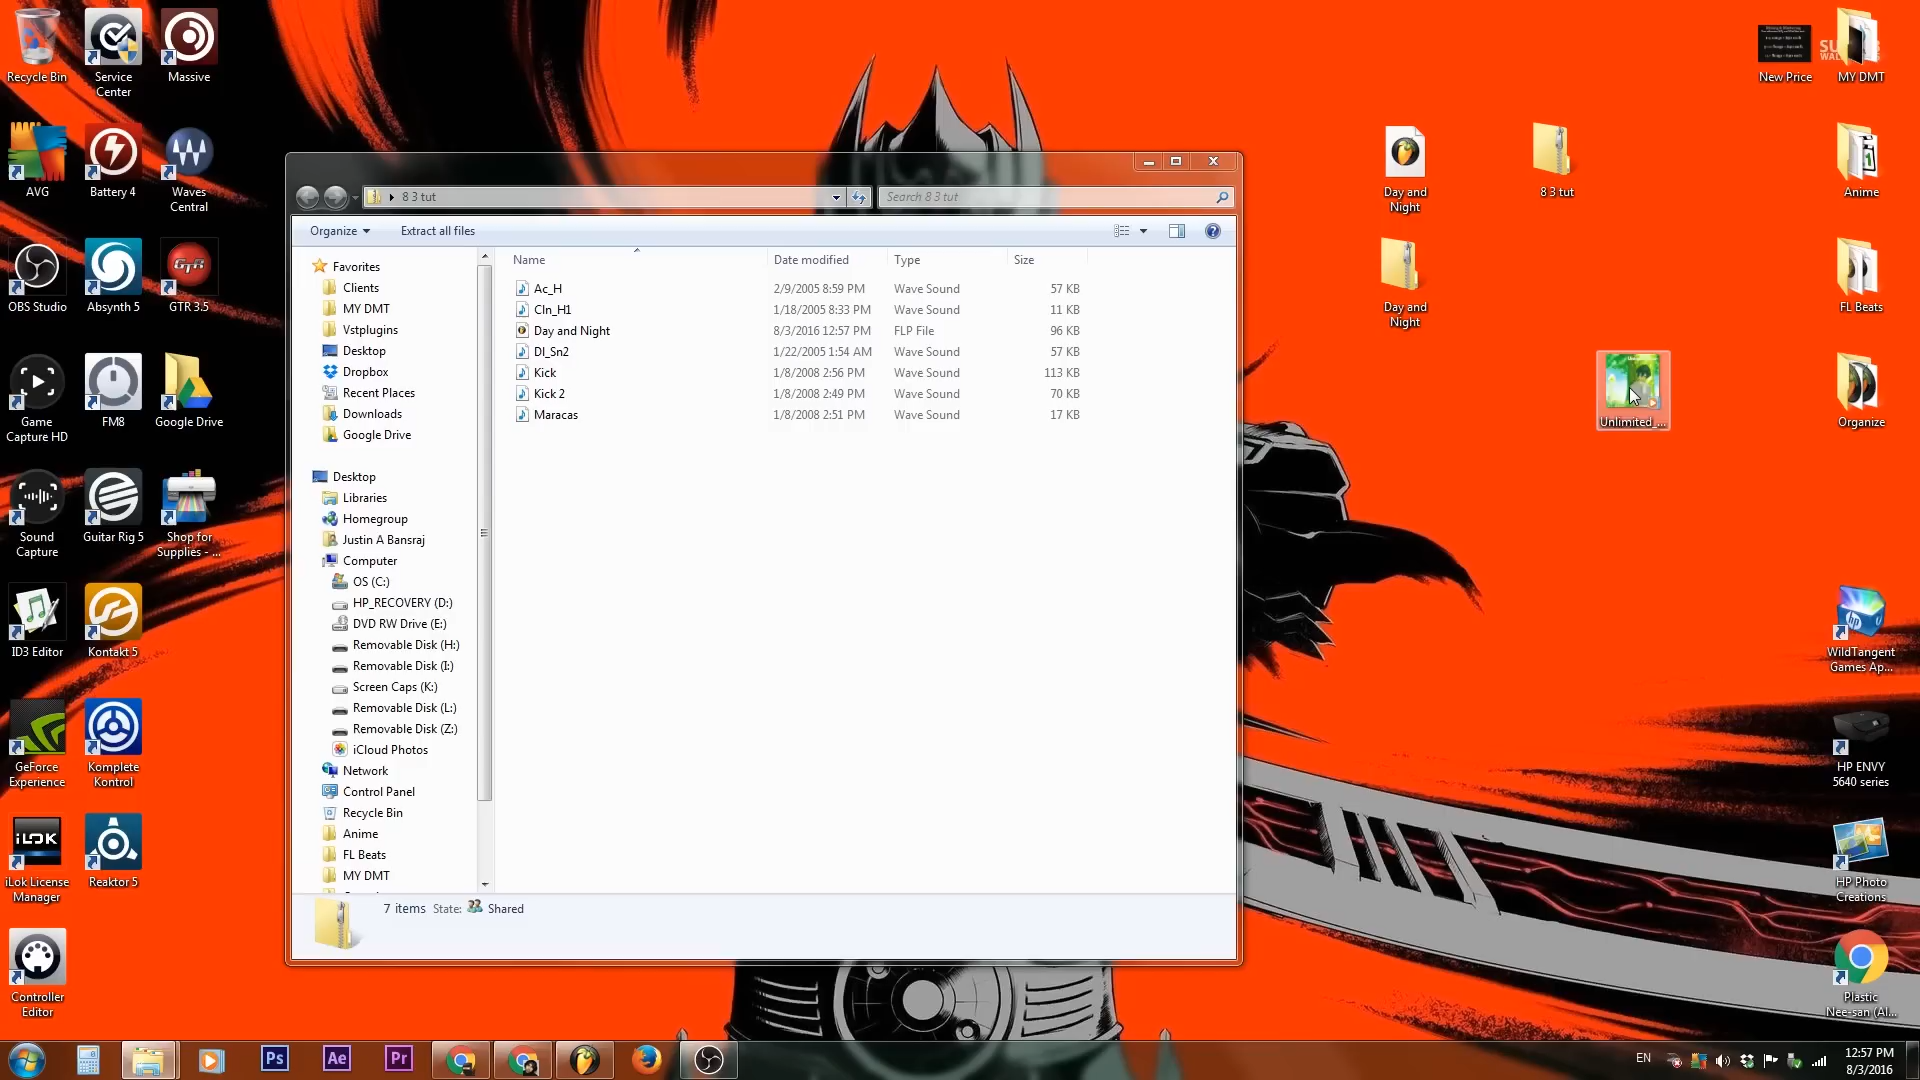 Recycle Bin
Service
Center
Massive
AVG
Battery 4
Waves
Central
OBS Studio
Absynth 5
GTR 3.5
Game
Capture HD
FM8
Google Drive
Sound
Capture
Guitar Rig 5
Shop for
Supplies - ...
ID3 Editor
Kontakt 5
GeForce
Experience
Komplete
Kontrol
iLOK
iLok License
Manager
Reaktor 5
Controller
Editor
8 3 tut
Search 8 3 tut
Organize
Extract all files
Name
Date modified
Type
Size
Ac_H
2/9/2005 8:59 PM
Wave Sound
57 KB
Cln_H1
1/18/2005 8:33 PM
Wave Sound
11 KB
Day and Night
8/3/2016 12:57 PM
FLP File
96 KB
Dl_Sn2
1/22/2005 1:54 AM
Wave Sound
57 KB
Kick
1/8/2008 2:56 PM
Wave Sound
113 KB
Kick 2
1/8/2008 2:49 PM
Wave Sound
70 KB
Maracas
1/8/2008 2:51 PM
Wave Sound
17 KB
Favorites
Clients
MY DMT
Vstplugins
Desktop
Dropbox
Recent Places
Downloads
Google Drive
Desktop
Libraries
Homegroup
Justin A Bansraj
Computer
OS (C:)
HP_RECOVERY (D:)
DVD RW Drive (E:)
Removable Disk (H:)
Removable Disk (I:)
Screen Caps (K:)
Removable Disk (L:)
Removable Disk (Z:)
iCloud Photos
Network
Control Panel
Recycle Bin
Anime
FL Beats
MY DMT
7 items State: Shared
Day and
Night
8 3 tut
Day and
Night
Unlimited_...
New Price
MY DMT
Anime
FL Beats
Organize
WildTangent
Games Ap...
HP ENVY
5640 series
HP Photo
Creations
Plastic
Nee-san (Al...
Ps
Ae
Pr
EN
12:57 PM
8/3/2016